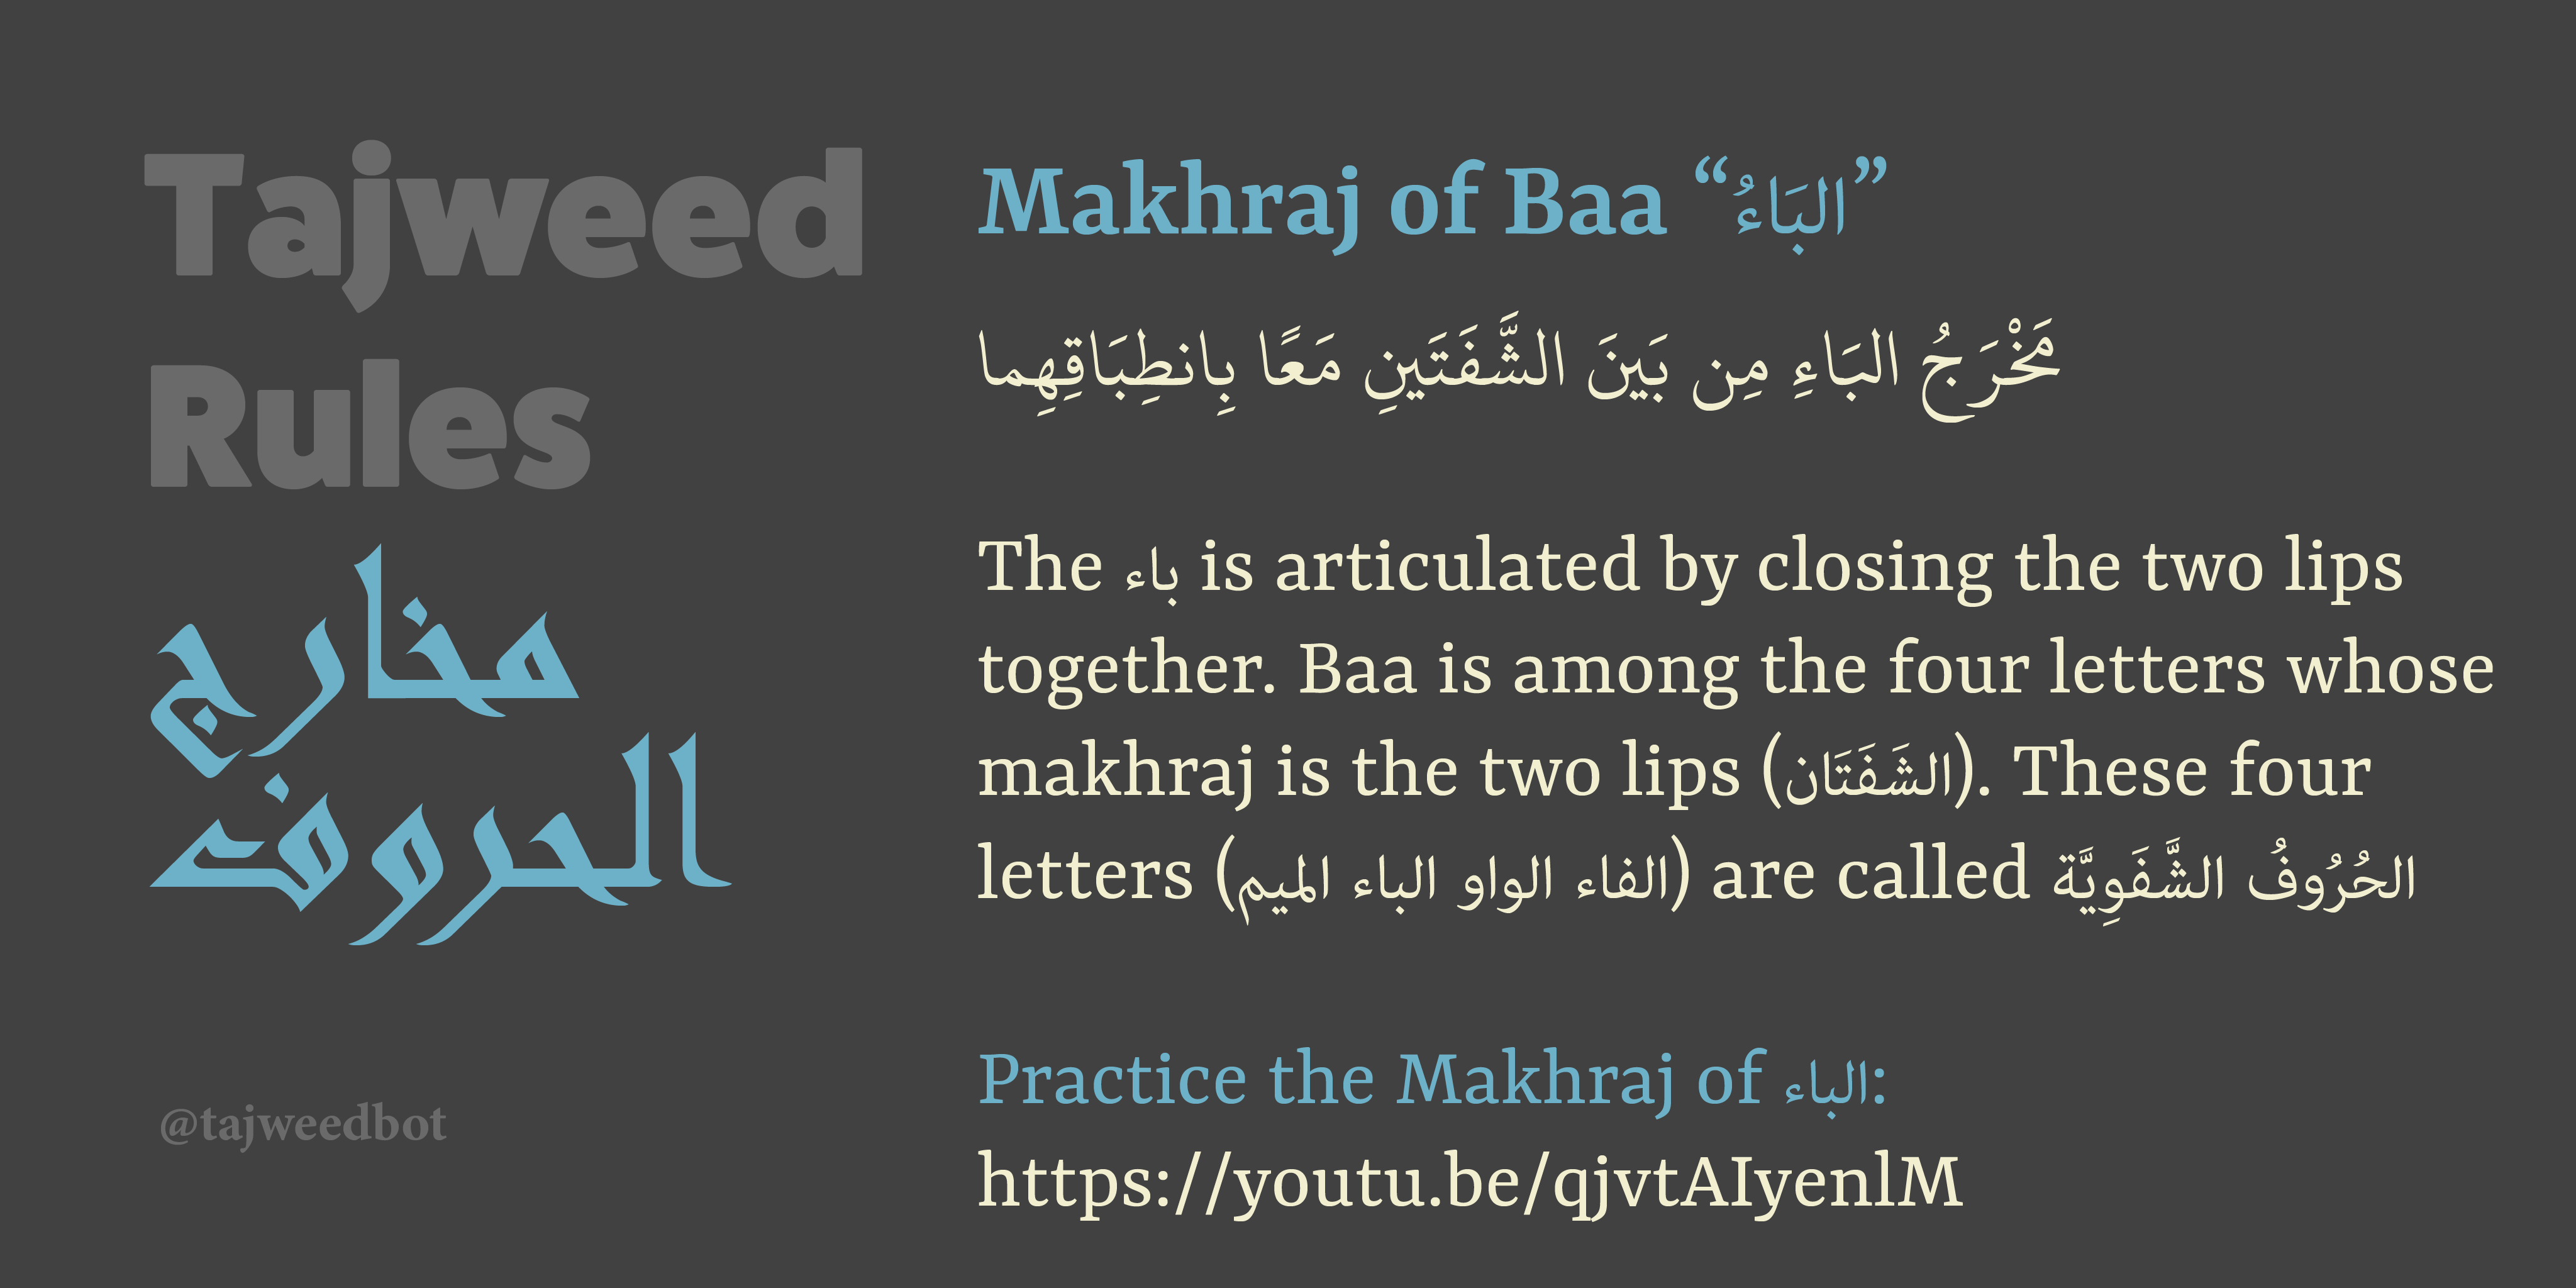 Tajweed
Rules
مخارج
الحروف
@tajweedbot
Makhraj of Baa “البَاءُ”
مَخْرَجُ البَاءِ مِن بَينَ الشَّفَتَينِ مَعًا بِانطِبَاقِهِما
The باء is articulated by closing the two lips
together. Baa is among the four letters whose
makhraj is the two lips (الشَفَتَان). These four
letters (الفاء الواو الباء الميم) are called الحُرُوفُ الشَّفَوِيَّة
Practice the Makhraj of الباء:
https://youtu.be/qjvtAIyenlM